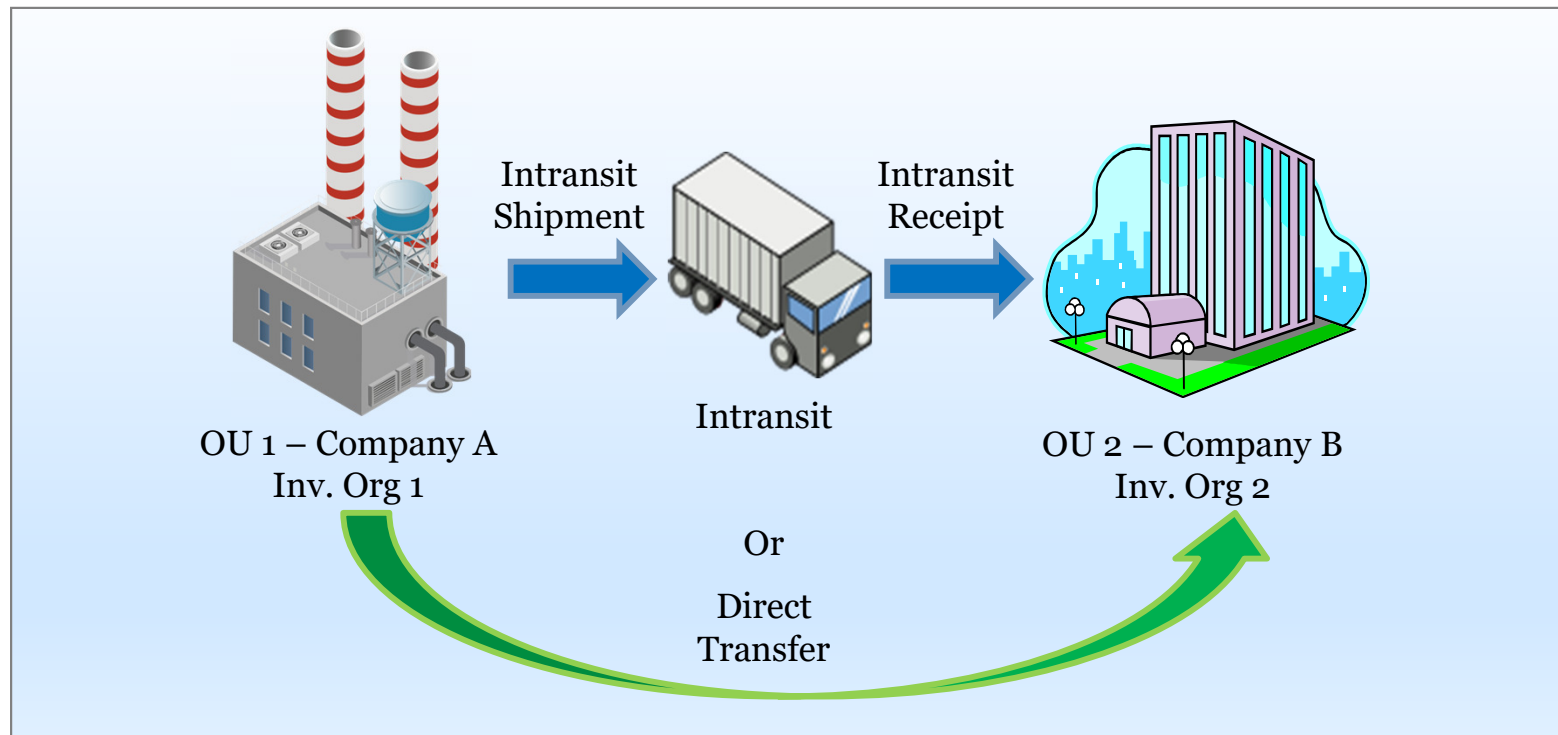 Intransit
Shipment
Intransit
Receipt
Intransit
OU 1 – Company A
Inv. Org 1
OU 2 – Company B
Inv. Org 2
Or
Direct
Transfer